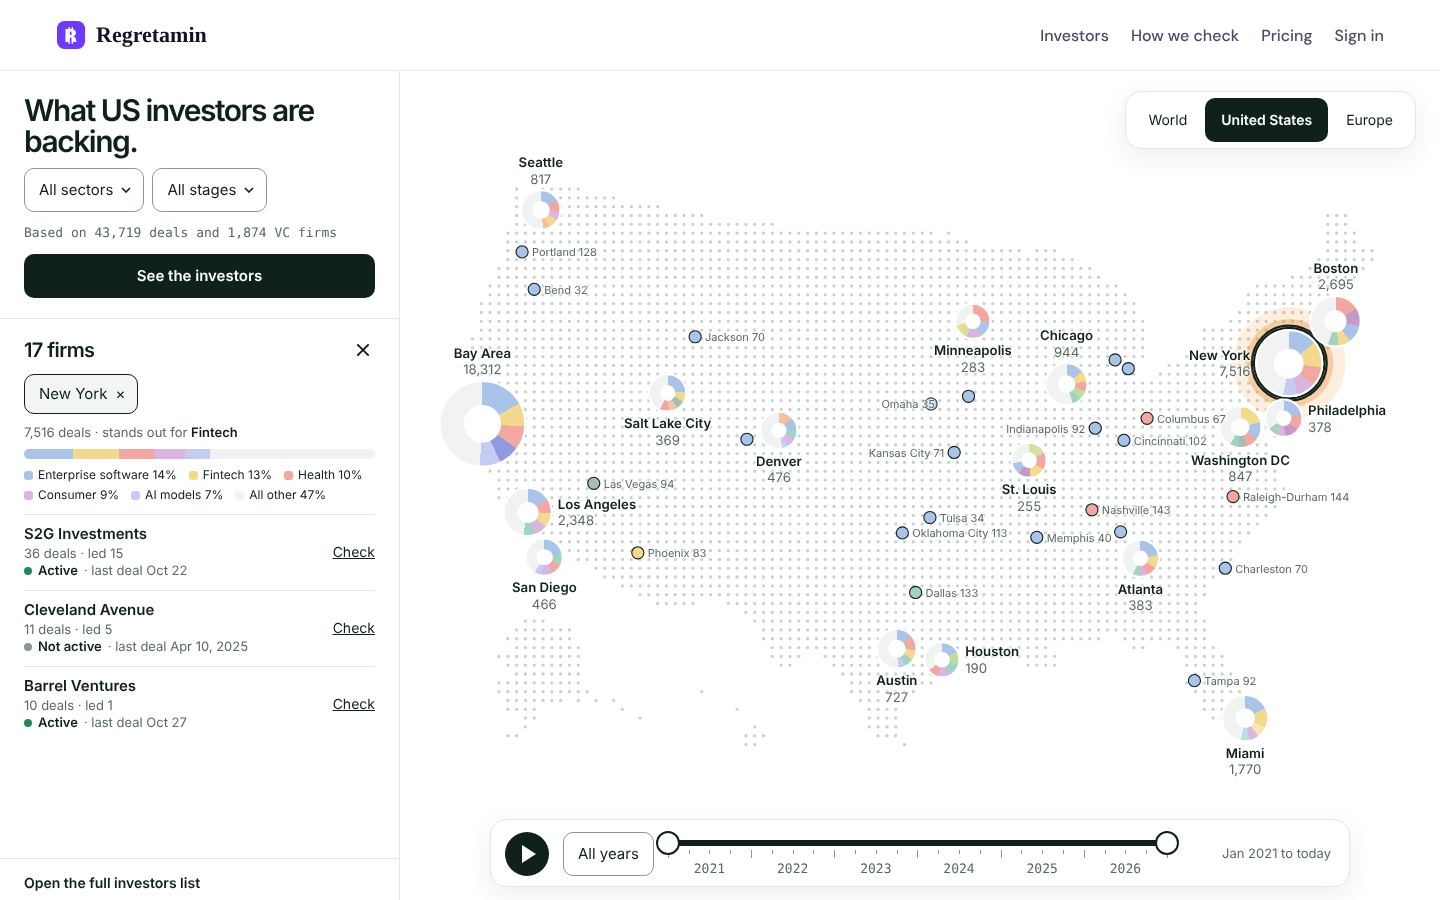 Regretamin
Investors
How we check
Pricing
Sign in
What US investors are
backing.
All sectors
All stages
Based on 43,719 deals and 1,874 VC firms
See the investors
17 firms
New York ×
7,516 deals · stands out for Fintech
Enterprise software 14% Fintech 13% Health 10%
Consumer 9% AI models 7% All other 47%
S2G Investments
36 deals · led 15
Active · last deal Oct 22
Check
Cleveland Avenue
11 deals · led 5
Not active · last deal Apr 10, 2025
Check
Barrel Ventures
10 deals · led 1
Active · last deal Oct 27
Check
Open the full investors list
World
United States
Europe
Seattle
817
Portland 128
Bend 32
Boston
2,695
Jackson 70
Minneapolis
283
Chicago
944
New York
7,516
Bay Area
18,312
Salt Lake City
369
Omaha 35
Columbus 67
Philadelphia
378
Indianapolis 92
Cincinnati 102
Denver
476
Kansas City 71
Washington DC
847
St. Louis
255
Las Vegas 94
Raleigh-Durham 144
Los Angeles
2,348
Nashville 143
Tulsa 34
Oklahoma City 113
Memphis 40
Phoenix 83
San Diego
466
Charleston 70
Atlanta
383
Dallas 133
Houston
190
Austin
727
Tampa 92
Miami
1,770
All years
2021
2022
2023
2024
2025
2026
Jan 2021 to today